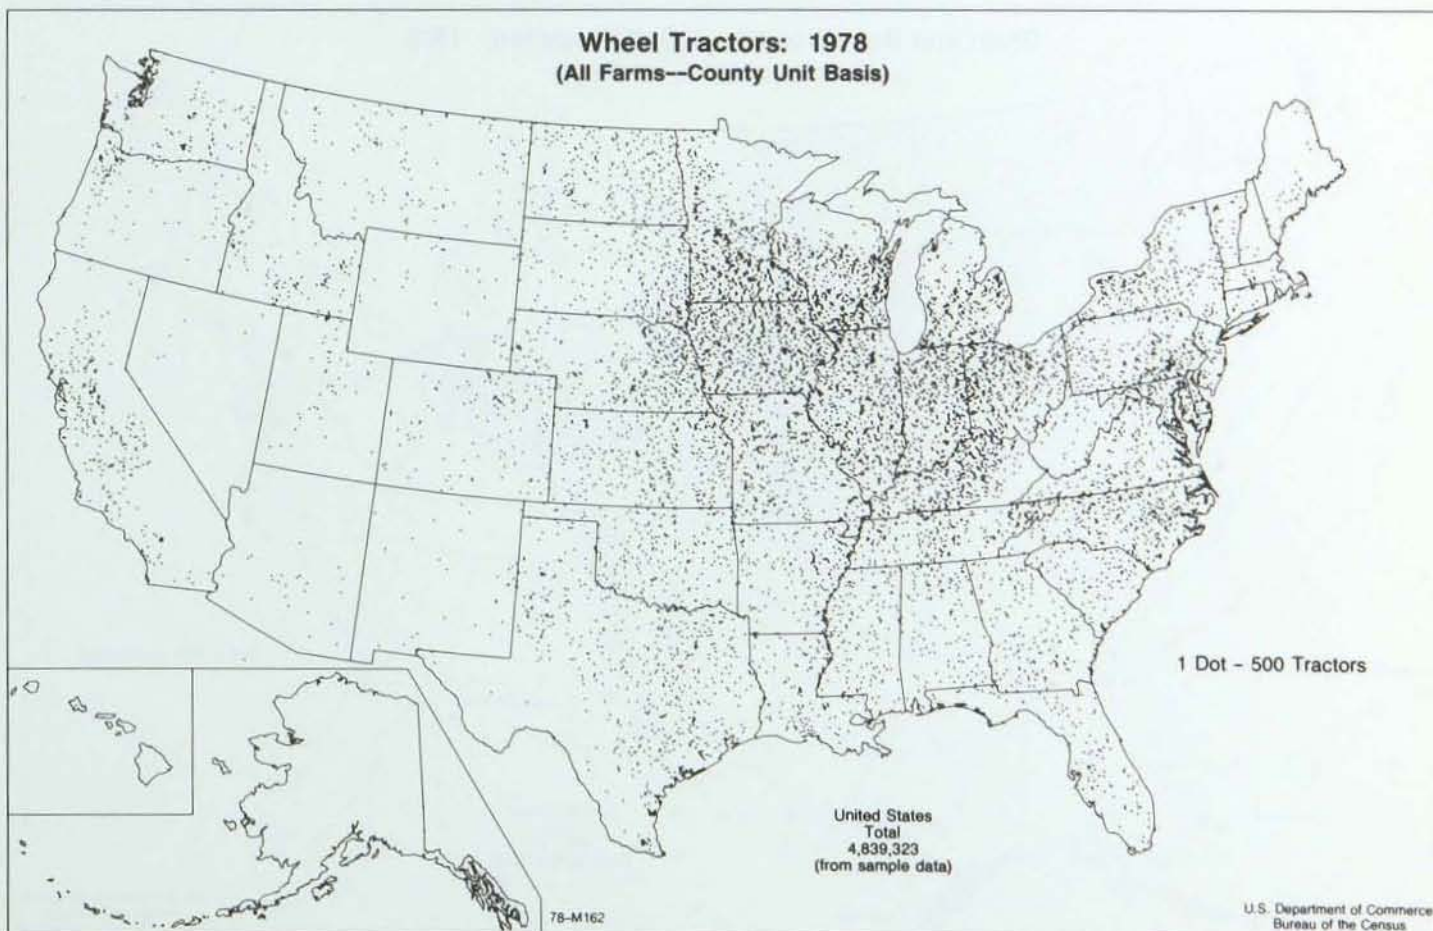 Wheel Tractors: 1978
(All Farms--County Unit Basis)
1 Dot - 500 Tractors
United States
Total
4,839,323
(from sample data)
78-M162
U.S. Department of Commerce
Bureau of the Census